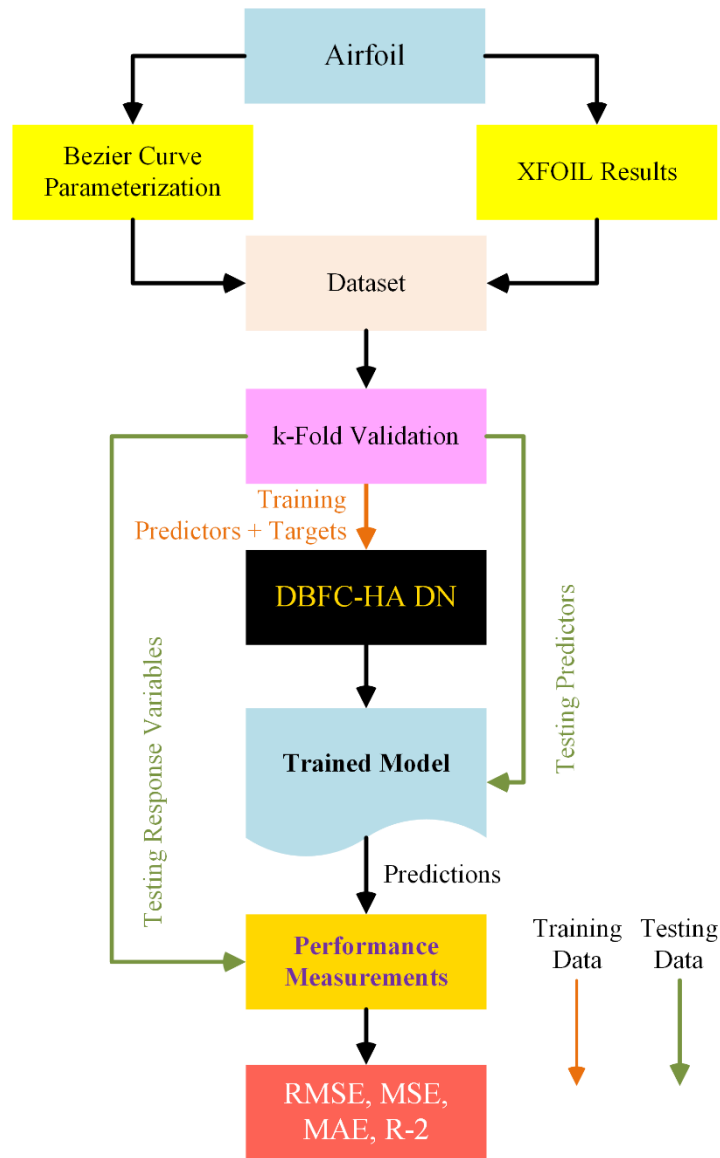 Airfoil
Bezier Curve
Parameterization
XFOIL Results
Dataset
k-Fold Validation
Training
Predictors + Targets
DBFC-HA DN
Testing Predictors
Testing Response Variables
Trained Model
Predictions
Performance
Measurements
Training
Data
Testing
Data
RMSE, MSE,
MAE, R-2